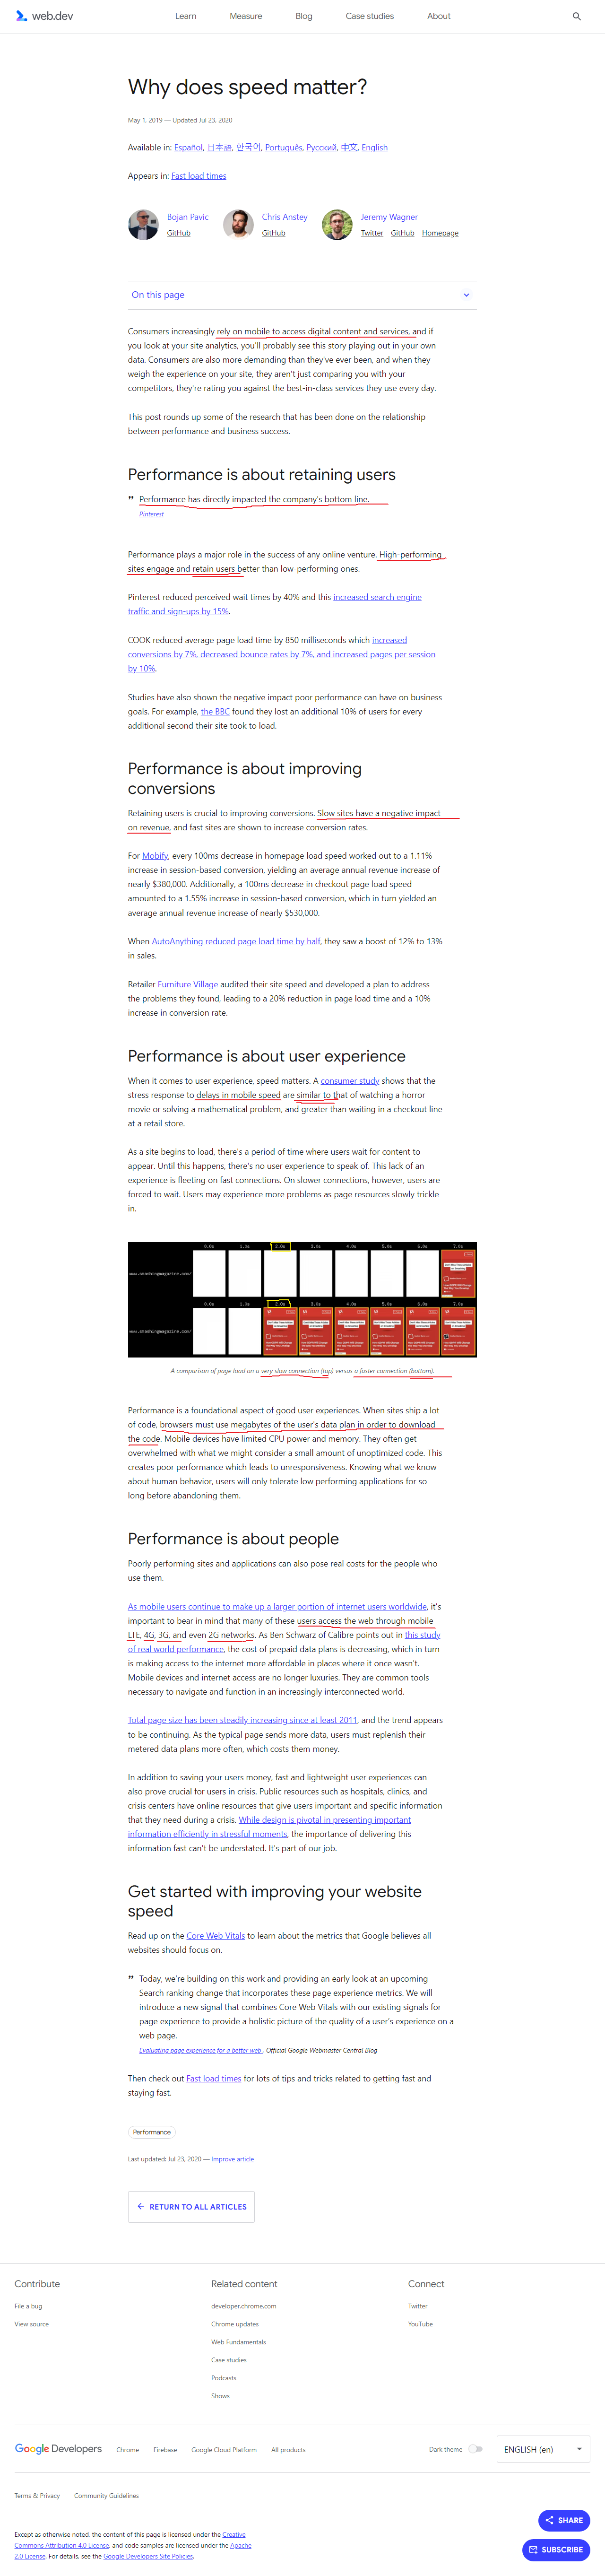 web.dev
Learn
Measure
Blog
Case studies
About
Why does speed matter?
May 1, 2019 — Updated Jul 23, 2020
Available in: Español, 日本語, 한국어, Português, Русский, 中文, English
Appears in: Fast load times
Bojan Pavic
GitHub
Chris Anstey
GitHub
Jeremy Wagner
Twitter GitHub Homepage
On this page
Consumers increasingly rely on mobile to access digital content and services, and if
you look at your site analytics, you'll probably see this story playing out in your own
data. Consumers are also more demanding than they've ever been, and when they
weigh the experience on your site, they aren't just comparing you with your
competitors, they're rating you against the best-in-class services they use every day.
This post rounds up some of the research that has been done on the relationship
between performance and business success.
Performance is about retaining users
" Performance has directly impacted the company's bottom line.
Pinterest
Performance plays a major role in the success of any online venture. High-performing
sites engage and retain users better than low-performing ones.
Pinterest reduced perceived wait times by 40% and this increased search engine
traffic and sign-ups by 15%.
COOK reduced average page load time by 850 milliseconds which increased
conversions by 7%, decreased bounce rates by 7%, and increased pages per session
by 10%.
Studies have also shown the negative impact poor performance can have on business
goals. For example, the BBC found they lost an additional 10% of users for every
additional second their site took to load.
Performance is about improving
conversions
Retaining users is crucial to improving conversions. Slow sites have a negative impact
on revenue, and fast sites are shown to increase conversion rates.
For Mobify, every 100ms decrease in homepage load speed worked out to a 1.11%
increase in session-based conversion, yielding an average annual revenue increase of
nearly $380,000. Additionally, a 100ms decrease in checkout page load speed
amounted to a 1.55% increase in session-based conversion, which in turn yielded an
average annual revenue increase of nearly $530,000.
When AutoAnything reduced page load time by half, they saw a boost of 12% to 13%
in sales.
Retailer Furniture Village audited their site speed and developed a plan to address
the problems they found, leading to a 20% reduction in page load time and a 10%
increase in conversion rate.
Performance is about user experience
When it comes to user experience, speed matters. A consumer study shows that the
stress response to delays in mobile speed are similar to that of watching a horror
movie or solving a mathematical problem, and greater than waiting in a checkout line
at a retail store.
As a site begins to load, there's a period of time where users wait for content to
appear. Until this happens, there's no user experience to speak of. This lack of an
experience is fleeting on fast connections. On slower connections, however, users are
forced to wait. Users may experience more problems as page resources slowly trickle
in.
0.0s 1.0s 2.0s 3.0s 4.0s 5.0s 6.0s 7.0s
www.smashingmagazine.com/
0.0s 1.0s 2.0s 3.0s 4.0s 5.0s 6.0s 7.0s
www.smashingmagazine.com/
A comparison of page load on a very slow connection (top) versus a faster connection (bottom).
Performance is a foundational aspect of good user experiences. When sites ship a lot
of code, browsers must use megabytes of the user's data plan in order to download
the code. Mobile devices have limited CPU power and memory. They often get
overwhelmed with what we might consider a small amount of unoptimized code. This
creates poor performance which leads to unresponsiveness. Knowing what we know
about human behavior, users will only tolerate low performing applications for so
long before abandoning them.
Performance is about people
Poorly performing sites and applications can also pose real costs for the people who
use them.
As mobile users continue to make up a larger portion of internet users worldwide, it's
important to bear in mind that many of these users access the web through mobile
LTE, 4G, 3G, and even 2G networks. As Ben Schwarz of Calibre points out in this study
of real world performance, the cost of prepaid data plans is decreasing, which in turn
is making access to the internet more affordable in places where it once wasn't.
Mobile devices and internet access are no longer luxuries. They are common tools
necessary to navigate and function in an increasingly interconnected world.
Total page size has been steadily increasing since at least 2011, and the trend appears
to be continuing. As the typical page sends more data, users must replenish their
metered data plans more often, which costs them money.
In addition to saving your users money, fast and lightweight user experiences can
also prove crucial for users in crisis. Public resources such as hospitals, clinics, and
crisis centers have online resources that give users important and specific information
that they need during a crisis. While design is pivotal in presenting important
information efficiently in stressful moments, the importance of delivering this
information fast can't be understated. It's part of our job.
Get started with improving your website
speed
Read up on the Core Web Vitals to learn about the metrics that Google believes all
websites should focus on.
" Today, we're building on this work and providing an early look at an upcoming
Search ranking change that incorporates these page experience metrics. We will
introduce a new signal that combines Core Web Vitals with our existing signals for
page experience to provide a holistic picture of the quality of a user's experience on a
web page.
Evaluating page experience for a better web , Official Google Webmaster Central Blog
Then check out Fast load times for lots of tips and tricks related to getting fast and
staying fast.
Performance
Last updated: Jul 23, 2020 — Improve article
RETURN TO ALL ARTICLES
Contribute
File a bug
View source
Related content
developer.chrome.com
Chrome updates
Web Fundamentals
Case studies
Podcasts
Shows
Connect
Twitter
YouTube
Google Developers
Chrome
Firebase
Google Cloud Platform
All products
Dark theme
ENGLISH (en)
Terms & Privacy
Community Guidelines
SHARE
SUBSCRIBE
Except as otherwise noted, the content of this page is licensed under the Creative
Commons Attribution 4.0 License, and code samples are licensed under the Apache
2.0 License. For details, see the Google Developers Site Policies.